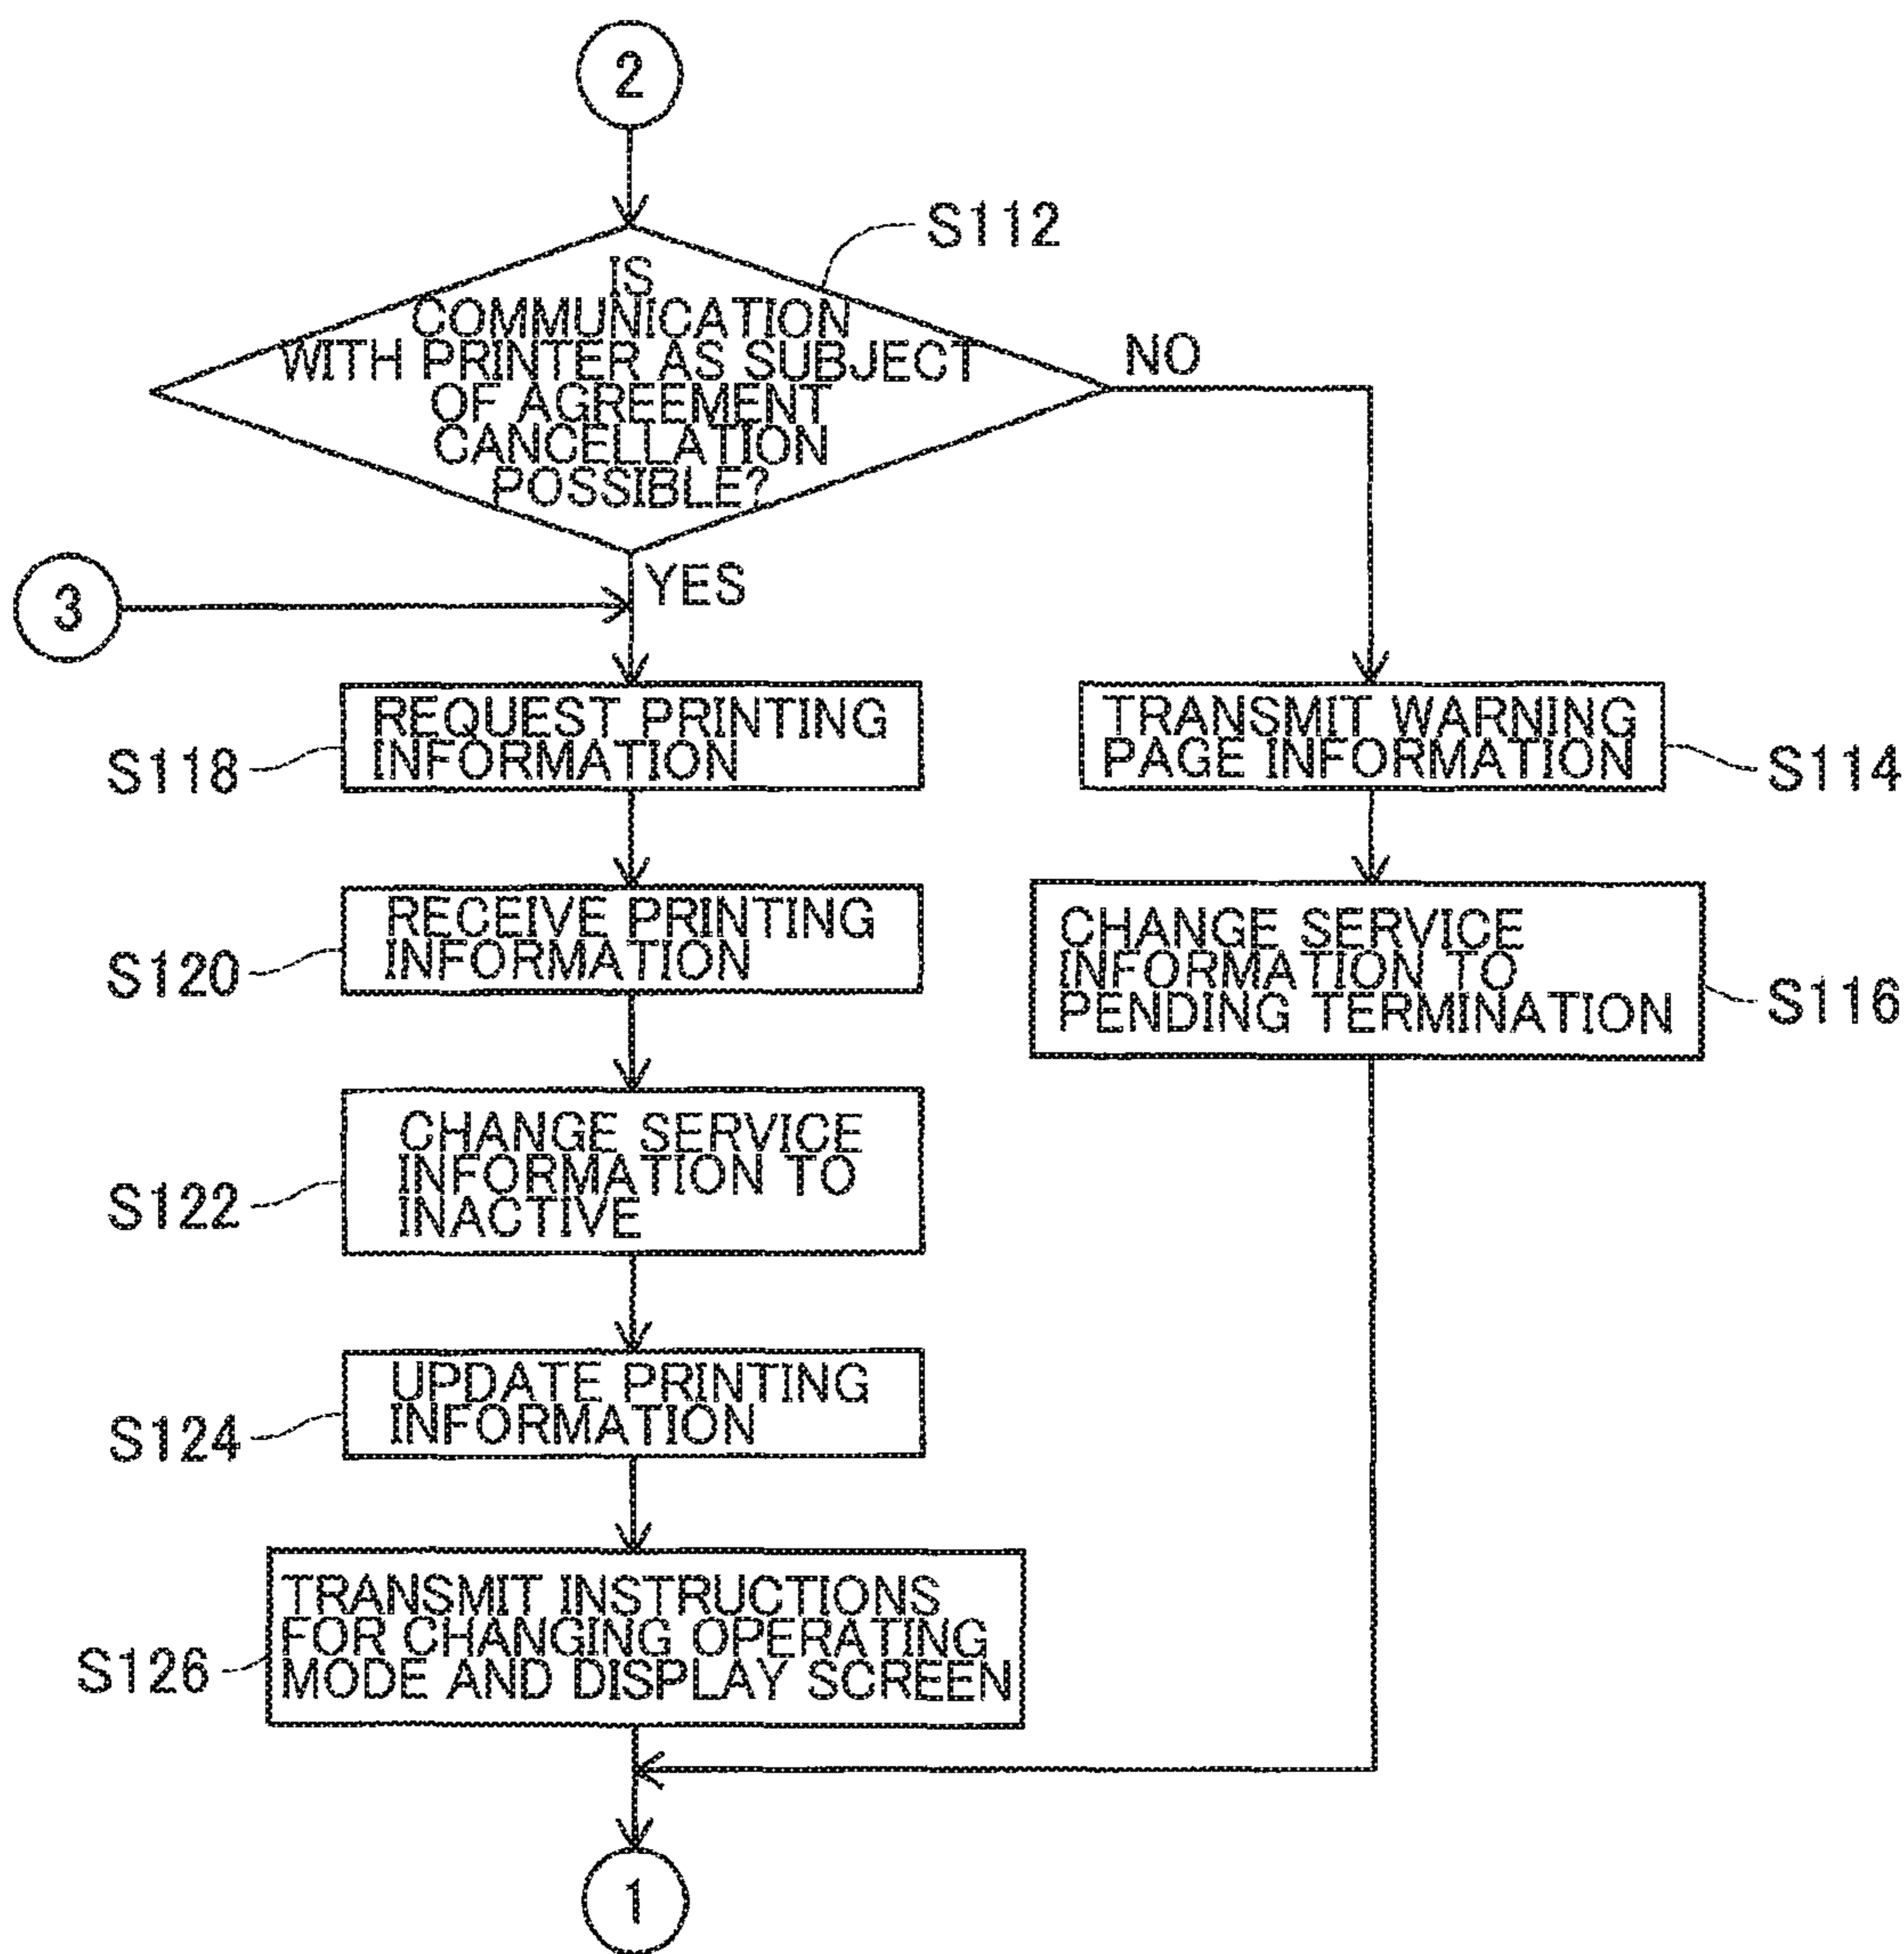 2
S112
IS
COMMUNICATION
WITH PRINTER AS SUBJECT
OF AGREEMENT
CANCELLATION
POSSIBLE?
NO
YES
3
REQUEST PRINTING
INFORMATION
S118
TRANSMIT WARNING
PAGE INFORMATION
S114
RECEIVE PRINTING
INFORMATION
S120
CHANGE SERVICE
INFORMATION TO
PENDING TERMINATION
S116
CHANGE SERVICE
INFORMATION TO
INACTIVE
S122
UPDATE PRINTING
INFORMATION
S124
TRANSMIT INSTRUCTIONS
FOR CHANGING OPERATING
MODE AND DISPLAY SCREEN
S126
1